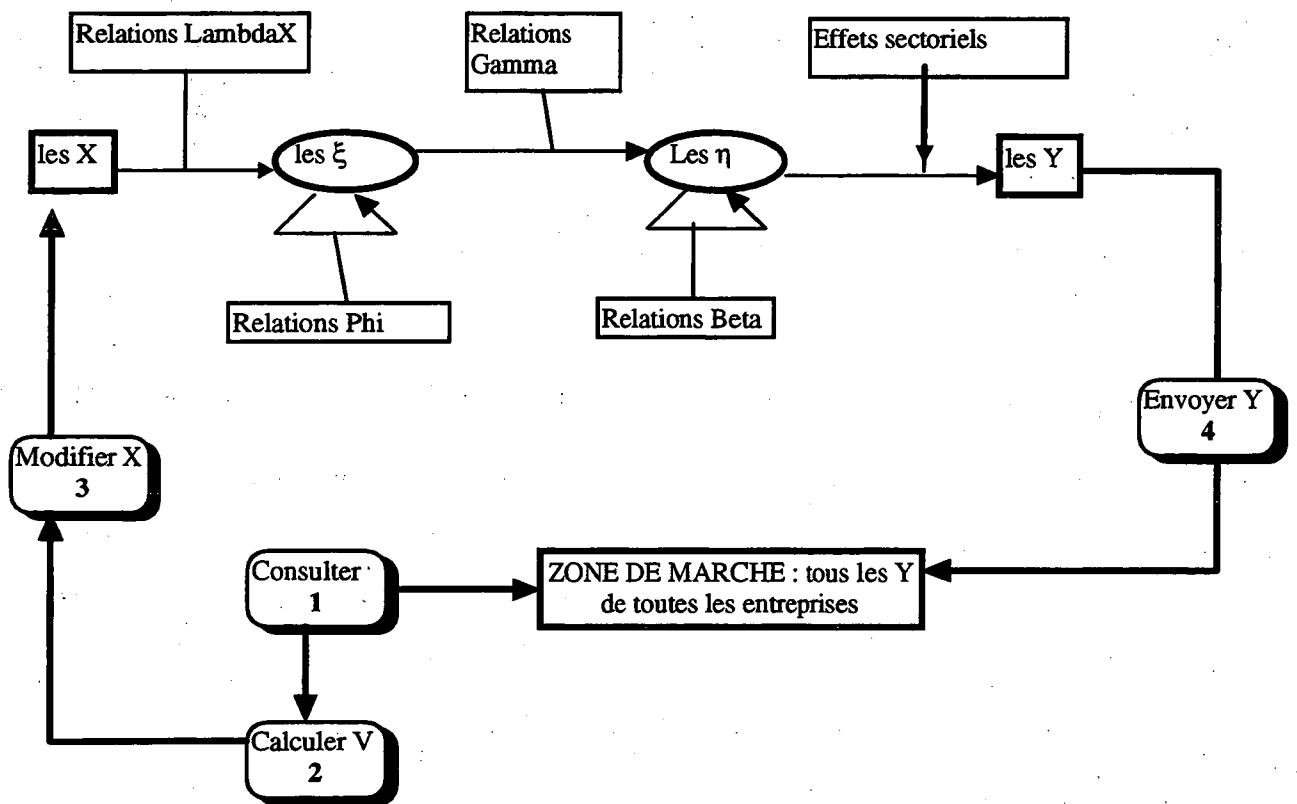 Relations LambdaX
Relations
Gamma
Effets sectoriels
les X
les ξ
Les η
les Y
Relations Phi
Relations Beta
Envoyer Y
4
Modifier X
3
Consulter
1
ZONE DE MARCHE : tous les Y
de toutes les entreprises
Calculer V
2